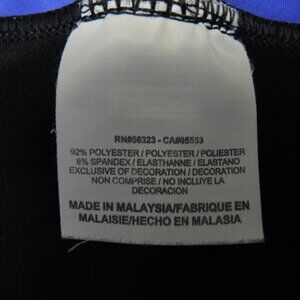 RN#56323 - CA#05553
92% POLYESTER / POLYESTER / POLIESTER
8% SPANDEX / ELASTHANNE / ELASTANO
EXCLUSIVE OF DECORATION / DECORATION
NON COMPRISE / NO INCLUYE LA
DECORACION
MADE IN MALAYSIA/FABRIQUE EN
MALAISIE/HECHO EN MALASIA